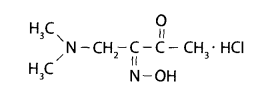 O
H₃C
N – CH₂ – C – C – CH₃ · HCl
H₃C
N – OH